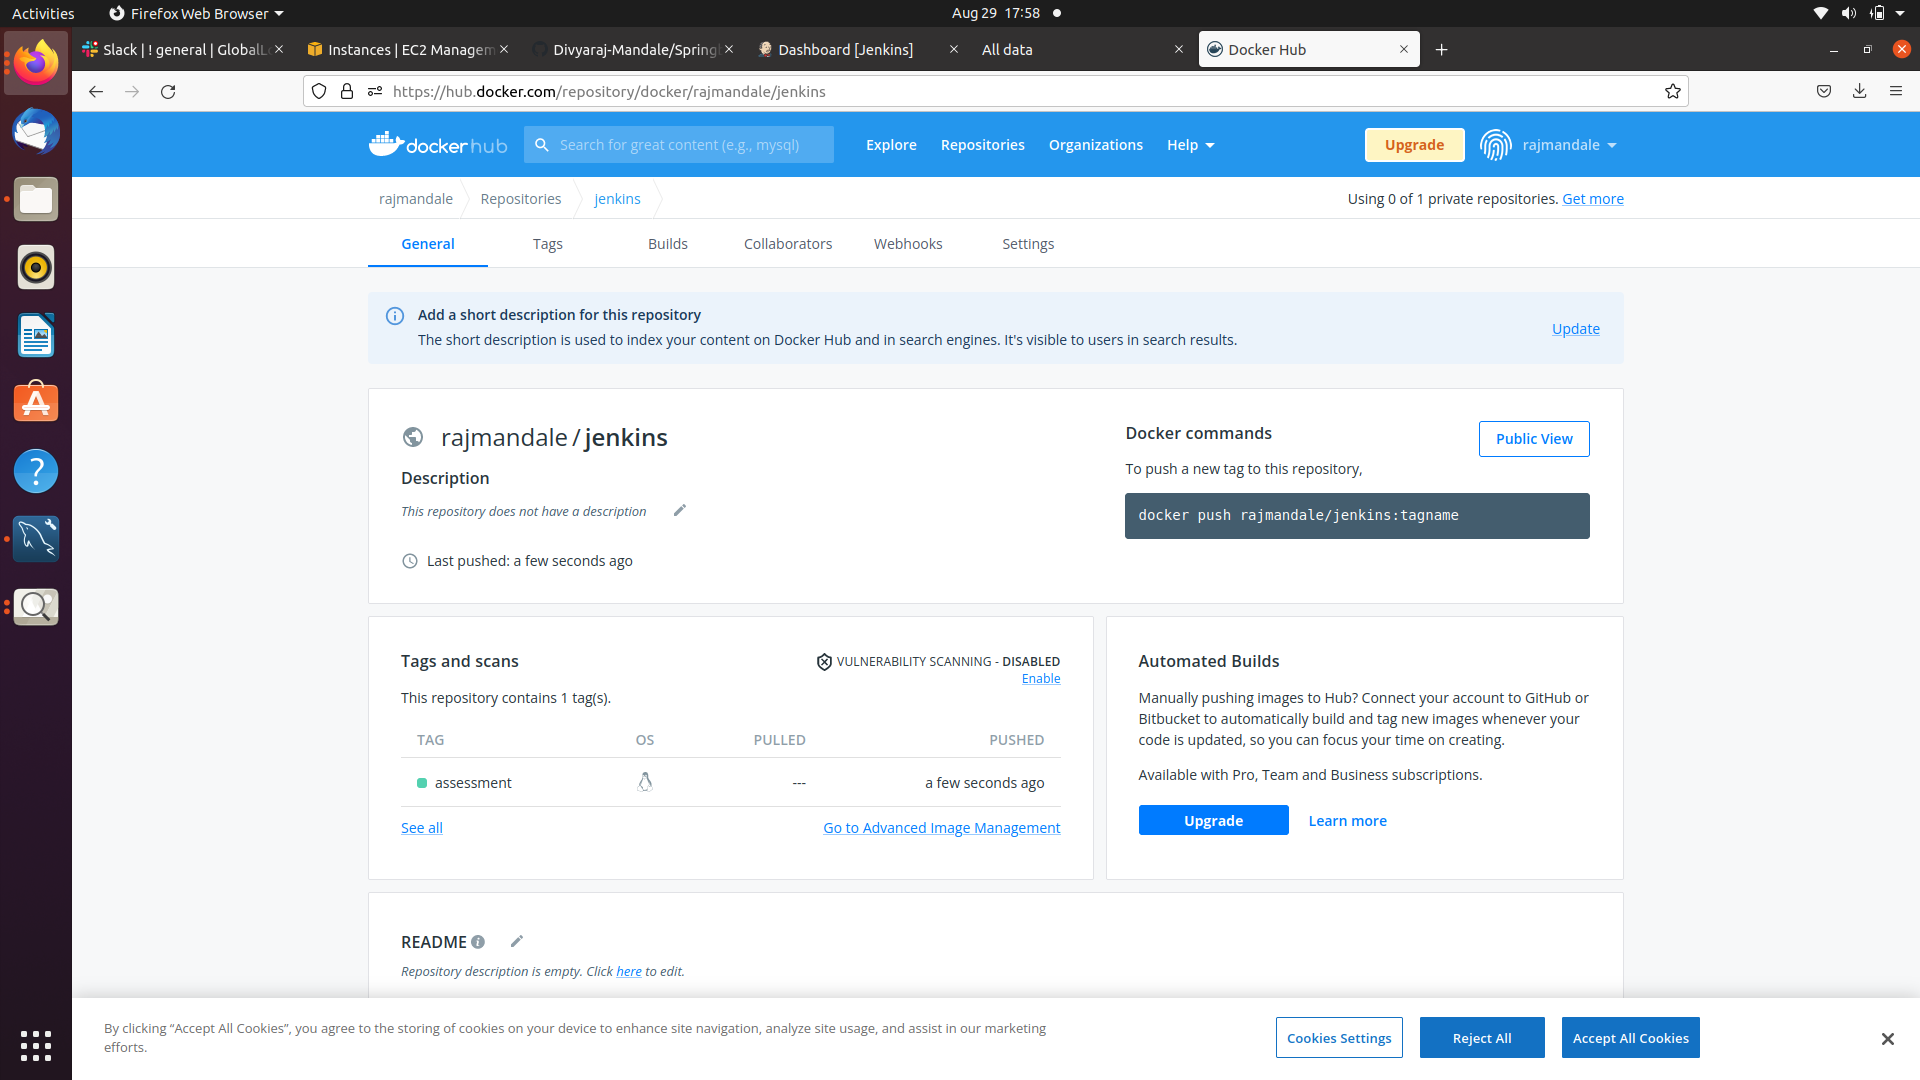 Activities
Firefox Web Browser
Aug 29 17:58
Slack | ! general | GlobalL
Instances | EC2 Managem
Divyaraj-Mandale/Spring
Dashboard [Jenkins]
All data
Docker Hub
https://hub.docker.com/repository/docker/rajmandale/jenkins
docker hub
Search for great content (e.g., mysql)
Explore
Repositories
Organizations
Help
Upgrade
rajmandale
rajmandale
Repositories
jenkins
Using 0 of 1 private repositories. Get more
General
Tags
Builds
Collaborators
Webhooks
Settings
Add a short description for this repository
The short description is used to index your content on Docker Hub and in search engines. It's visible to users in search results.
Update
rajmandale / jenkins
Description
This repository does not have a description
Last pushed: a few seconds ago
Docker commands
Public View
To push a new tag to this repository,
docker push rajmandale/jenkins:tagname
Tags and scans
VULNERABILITY SCANNING - DISABLED
Enable
This repository contains 1 tag(s).
TAG OS PULLED PUSHED
assessment --- a few seconds ago
See all
Go to Advanced Image Management
Automated Builds
Manually pushing images to Hub? Connect your account to GitHub or
Bitbucket to automatically build and tag new images whenever your
code is updated, so you can focus your time on creating.
Available with Pro, Team and Business subscriptions.
Upgrade
Learn more
README
Repository description is empty. Click here to edit.
By clicking “Accept All Cookies”, you agree to the storing of cookies on your device to enhance site navigation, analyze site usage, and assist in our marketing
efforts.
Cookies Settings
Reject All
Accept All Cookies